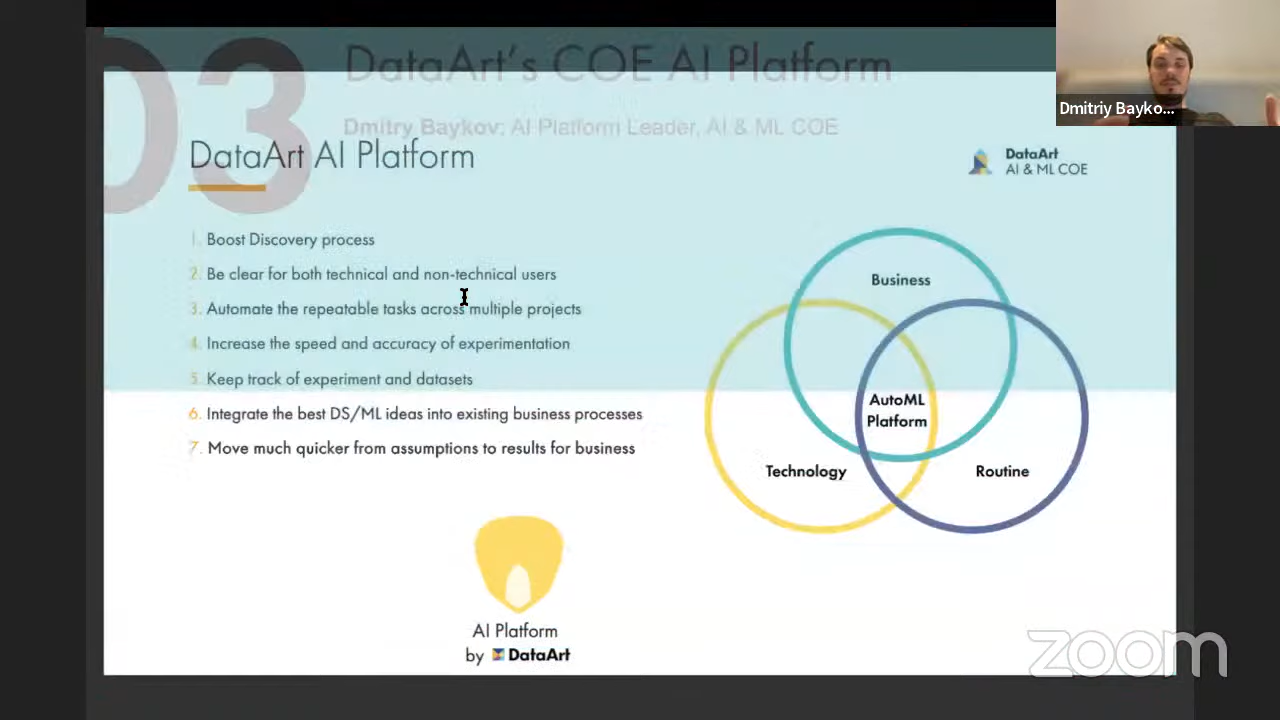 03
DataArt's COE AI Platform
Dmitry Baykov: AI Platform Leader, AI & ML COE
Dmitriy Bayko...
DataArt AI Platform
DataArt
AI & ML COE
1. Boost Discovery process
2. Be clear for both technical and non-technical users
3. Automate the repeatable tasks across multiple projects
4. Increase the speed and accuracy of experimentation
5. Keep track of experiment and datasets
6. Integrate the best DS/ML ideas into existing business processes
7. Move much quicker from assumptions to results for business
Business
AutoML
Platform
Technology
Routine
AI Platform
by DataArt
zoom